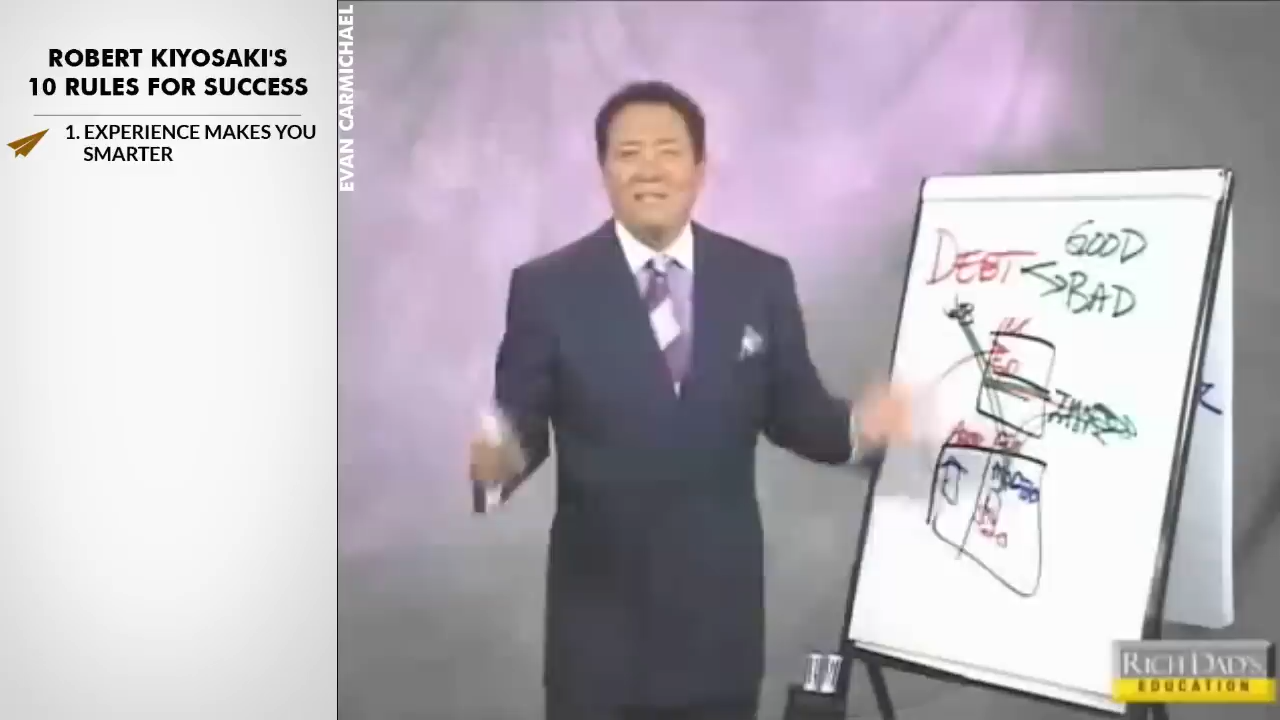 ROBERT KIYOSAKI'S
10 RULES FOR SUCCESS
1. EXPERIENCE MAKES YOU
SMARTER
EVAN CARMICHAEL
GOOD
DEBT
BAD
RICH DAD'S
EDUCATION